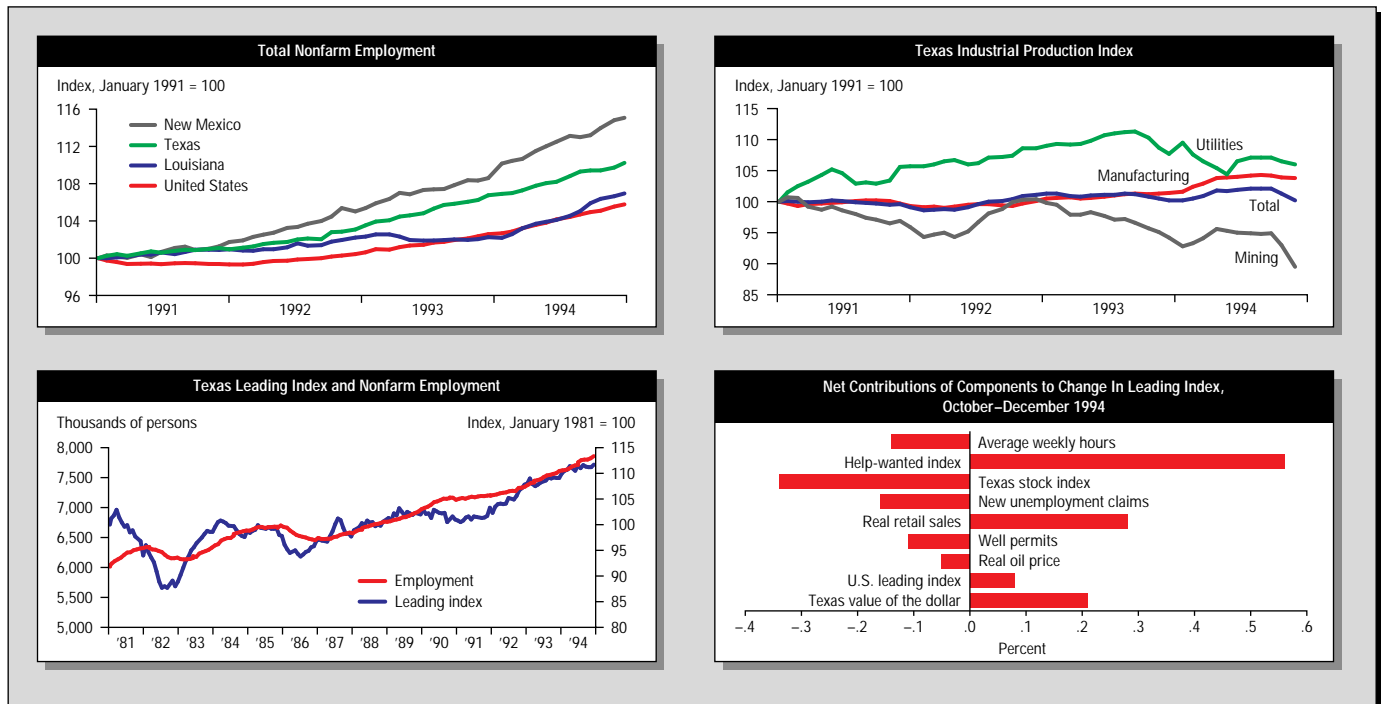 Total Nonfarm Employment
Index, January 1991 = 100
116
112
108
104
100
96
New Mexico
Texas
Louisiana
United States
1991 1992 1993 1994
Texas Industrial Production Index
Index, January 1991 = 100
115
110
105
100
95
90
85
Utilities
Manufacturing
Total
Mining
1991 1992 1993 1994
Texas Leading Index and Nonfarm Employment
Thousands of persons Index, January 1981 = 100
8,000 115
7,500 110
7,000 105
6,500 100
6,000 95
5,500 90
5,000 85
80
Employment
Leading index
’81 ’82 ’83 ’84 ’85 ’86 ’87 ’88 ’89 ’90 ’91 ’92 ’93 ’94
Net Contributions of Components to Change In Leading Index,
October–December 1994
Average weekly hours
Help-wanted index
Texas stock index
New unemployment claims
Real retail sales
Well permits
Real oil price
U.S. leading index
Texas value of the dollar
–.4 –.3 –.2 –.1 .0 .1 .2 .3 .4 .5 .6
Percent